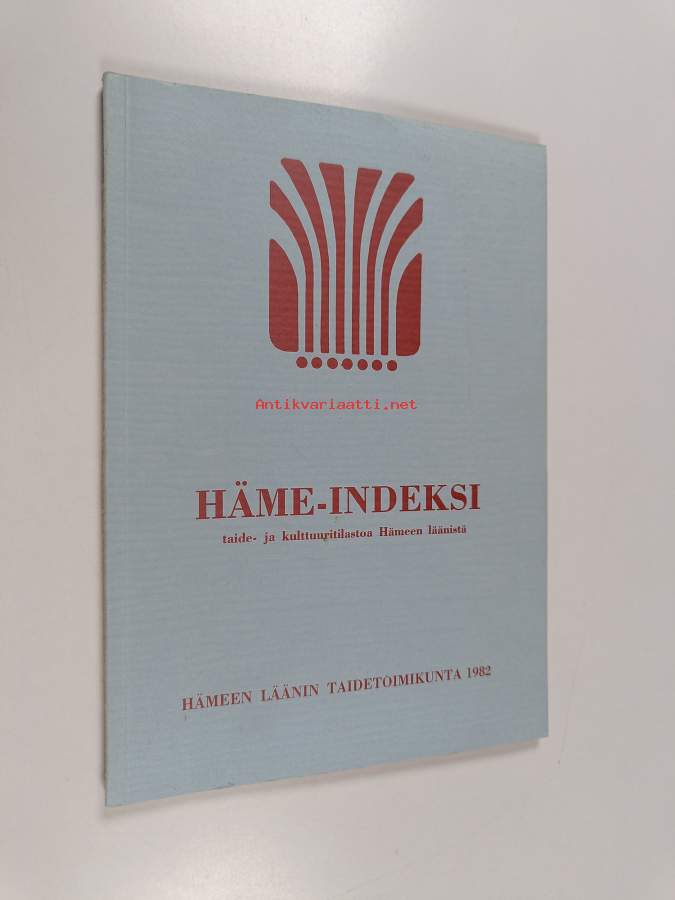 Antikvariaatti.net
HÄME-INDEKSI
taide- ja kulttuuritilastoa Hämeen läänistä
HÄMEEN LÄÄNIN TAIDETOIMIKUNTA 1982